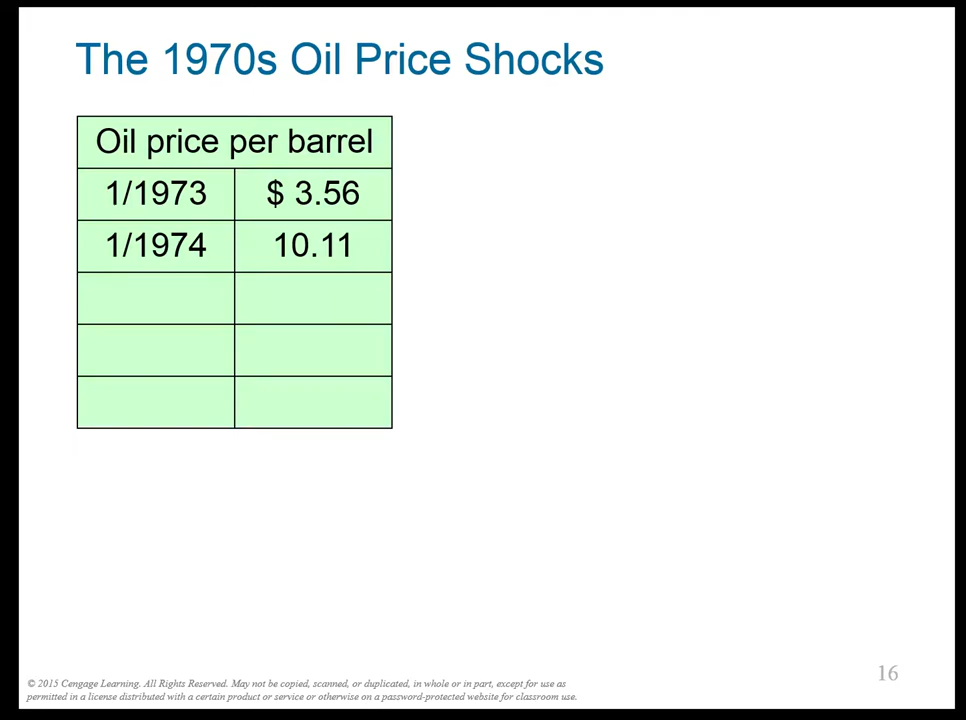 The 1970s Oil Price Shocks
Oil price per barrel
1/1973 $ 3.56
1/1974 10.11
16
© 2015 Cengage Learning. All Rights Reserved. May not be copied, scanned, or duplicated, in whole or in part, except for use as
permitted in a license distributed with a certain product or service or otherwise on a password-protected website for classroom use.